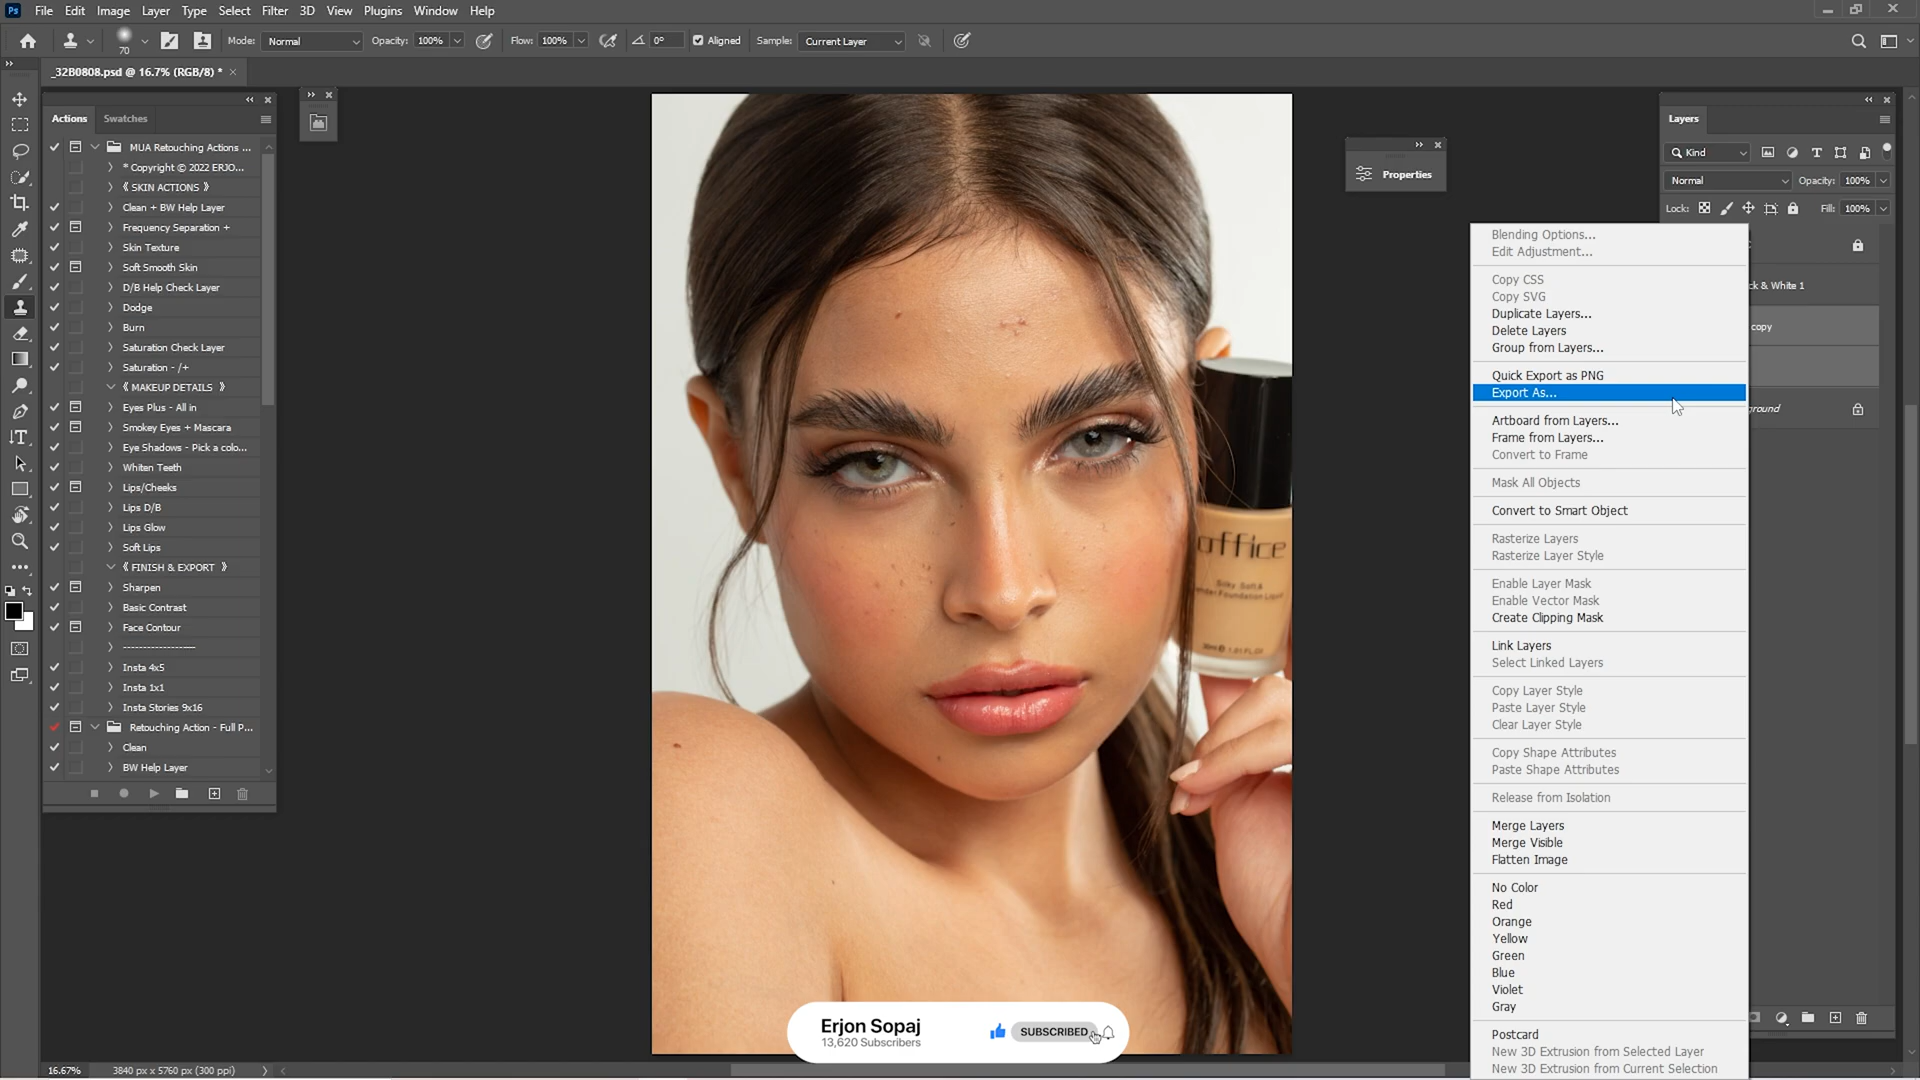 Ps File Edit Image Layer Type Select Filter 3D View Plugins Window Help
70 Mode: Normal Opacity: 100% Flow: 100% 0° Aligned Sample: Current Layer
_32B0808.psd @ 16.7% (RGB/8) *
Actions Swatches
MUA Retouching Actions ...
* Copyright © 2022 ERJO...
《 SKIN ACTIONS 》
Clean + BW Help Layer
Frequency Separation +
Skin Texture
Soft Smooth Skin
D/B Help Check Layer
Dodge
Burn
Saturation Check Layer
Saturation - /+
《 MAKEUP DETAILS 》
Eyes Plus - All in
Smokey Eyes + Mascara
Eye Shadows - Pick a colo...
Whiten Teeth
Lips/Cheeks
Lips D/B
Lips Glow
Soft Lips
《 FINISH & EXPORT 》
Sharpen
Basic Contrast
Face Contour
--------------------
Insta 4x5
Insta 1x1
Insta Stories 9x16
Retouching Action - Full P...
Clean
BW Help Layer
office
Silky Soft &
Foundation Liquid
Erjon Sopaj
13,620 Subscribers
SUBSCRIBED
Properties
Layers
Kind
Normal Opacity: 100%
Lock: Fill: 100%
ck & White 1
copy
ground
Blending Options...
Edit Adjustment...
Copy CSS
Copy SVG
Duplicate Layers...
Delete Layers
Group from Layers...
Quick Export as PNG
Export As...
Artboard from Layers...
Frame from Layers...
Convert to Frame
Mask All Objects
Convert to Smart Object
Rasterize Layers
Rasterize Layer Style
Enable Layer Mask
Enable Vector Mask
Create Clipping Mask
Link Layers
Select Linked Layers
Copy Layer Style
Paste Layer Style
Clear Layer Style
Copy Shape Attributes
Paste Shape Attributes
Release from Isolation
Merge Layers
Merge Visible
Flatten Image
No Color
Red
Orange
Yellow
Green
Blue
Violet
Gray
Postcard
New 3D Extrusion from Selected Layer
New 3D Extrusion from Current Selection
16.67% 3840 px x 5760 px (300 ppi)